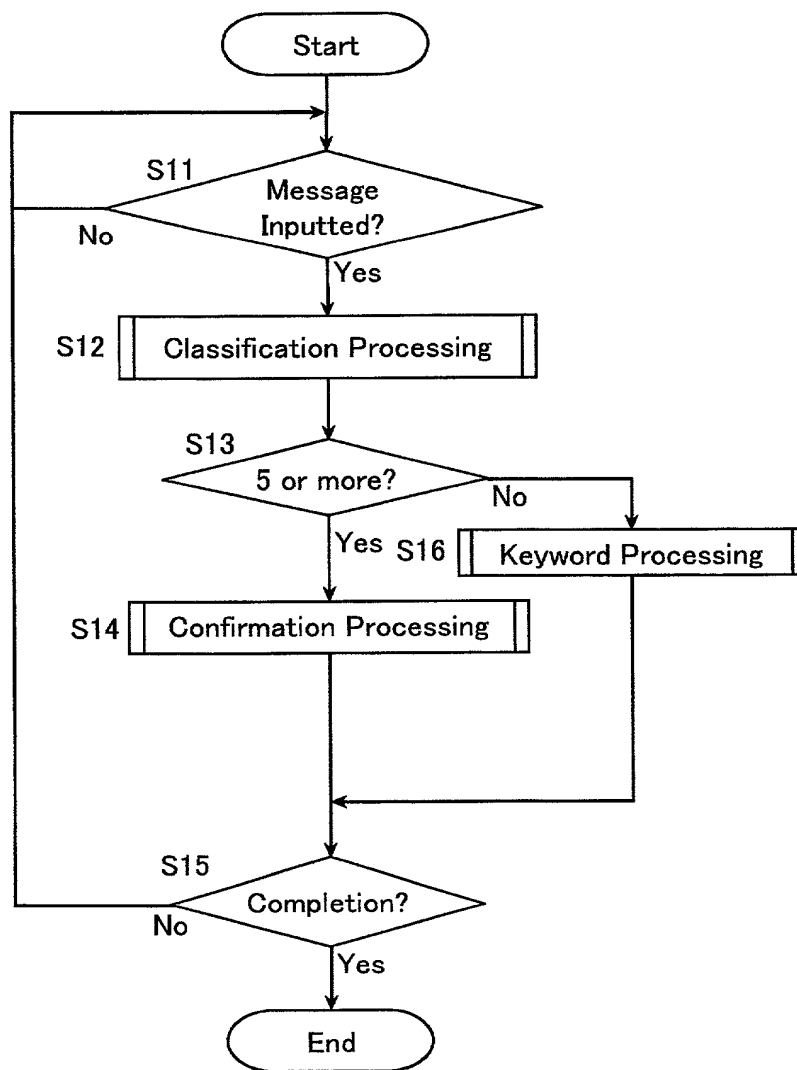 Start
S11
Message
Inputted?
No
Yes
S12
Classification Processing
S13
5 or more?
No
Yes
S16
Keyword Processing
S14
Confirmation Processing
S15
Completion?
No
Yes
End